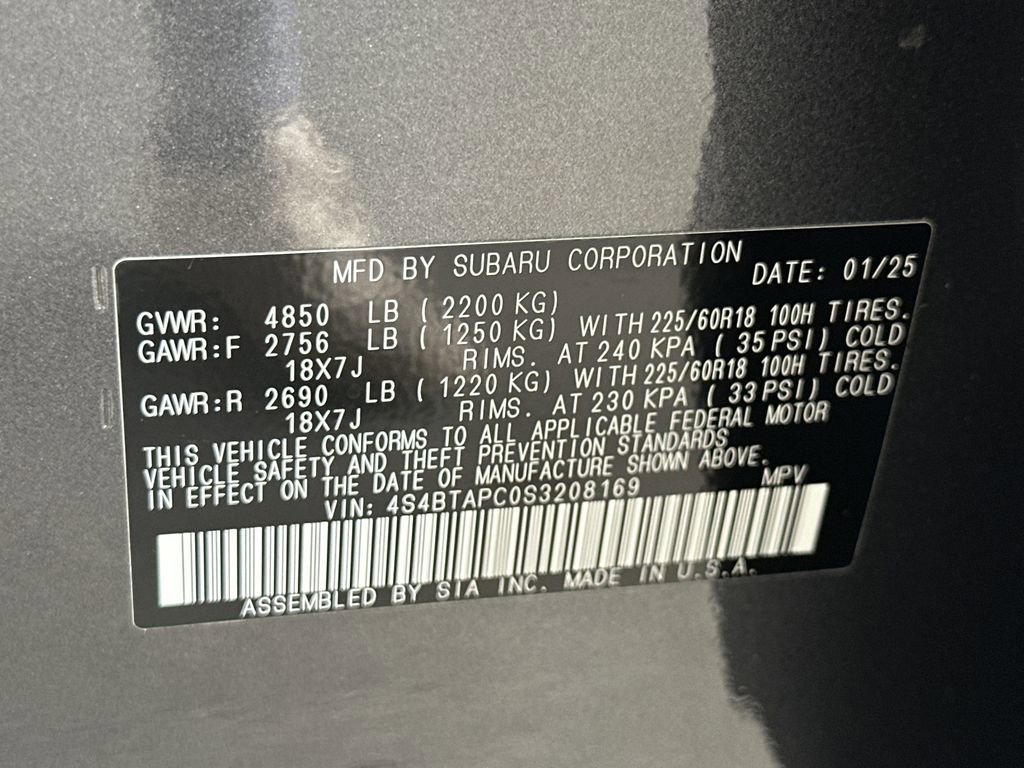 MFD BY SUBARU CORPORATION DATE: 01/25
GVWR: 4850 LB ( 2200 KG)
GAWR:F 2756 LB ( 1250 KG) WITH 225/60R18 100H TIRES.
18X7J RIMS. AT 240 KPA ( 35 PSI) COLD
GAWR:R 2690 LB ( 1220 KG) WITH 225/60R18 100H TIRES.
18X7J RIMS. AT 230 KPA ( 33 PSI) COLD
THIS VEHICLE CONFORMS TO ALL APPLICABLE FEDERAL MOTOR
VEHICLE SAFETY AND THEFT PREVENTION STANDARDS
IN EFFECT ON THE DATE OF MANUFACTURE SHOWN ABOVE.
VIN: 4S4BTAPC0S3208169 MPV
ASSEMBLED BY SIA INC. MADE IN U.S.A.